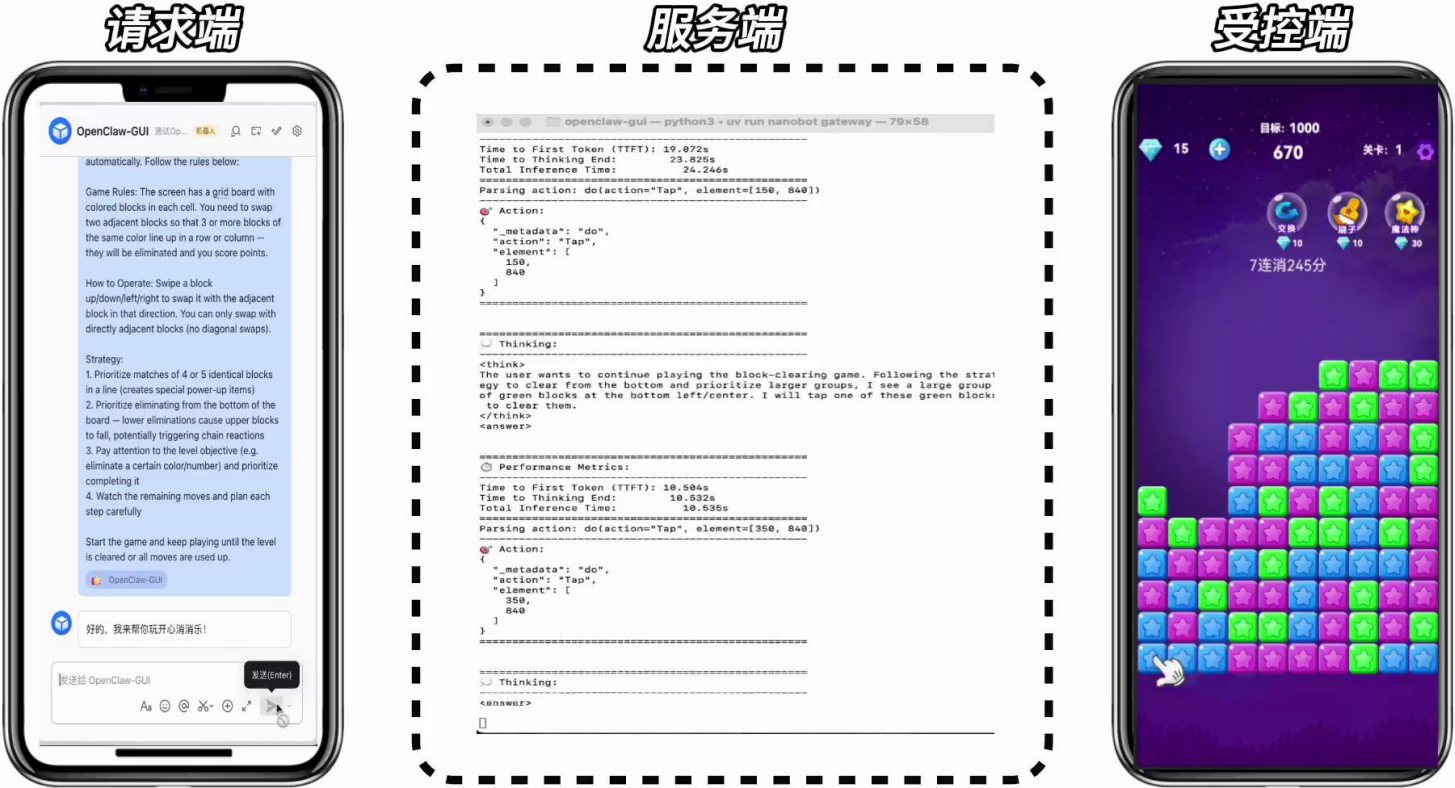 请求端
服务端
受控端
OpenClaw-GUI 测试Op... 机器人
automatically. Follow the rules below:
Game Rules: The screen has a grid board with
colored blocks in each cell. You need to swap
two adjacent blocks so that 3 or more blocks of
the same color line up in a row or column —
they will be eliminated and you score points.
How to Operate: Swipe a block
up/down/left/right to swap it with the adjacent
block in that direction. You can only swap with
directly adjacent blocks (no diagonal swaps).
Strategy:
1. Prioritize matches of 4 or 5 identical blocks
in a line (creates special power-up items)
2. Prioritize eliminating from the bottom of the
board — lower eliminations cause upper blocks
to fall, potentially triggering chain reactions
3. Pay attention to the level objective (e.g.
eliminate a certain color/number) and prioritize
completing it
4. Watch the remaining moves and plan each
step carefully
Start the game and keep playing until the level
is cleared or all moves are used up.
OpenClaw-GUI
好的，我来帮你玩开心消消乐！
发送(Enter)
发送给 OpenClaw-GUI
Aa
openclaw-gui — python3 • uv run nanobot gateway — 79×58
--------------------------------------------------
Time to First Token (TTFT): 19.072s
Time to Thinking End: 23.825s
Total Inference Time: 24.246s
==================================================
Parsing action: do(action="Tap", element=[150, 840])
--------------------------------------------------
🎯 Action:
{
"_metadata": "do",
"action": "Tap",
"element": [
150,
840
]
}
==================================================
==================================================
💭 Thinking:
--------------------------------------------------
<think>
The user wants to continue playing the block-clearing game. Following the strat
egy to clear from the bottom and prioritize larger groups, I see a large group
of green blocks at the bottom left/center. I will tap one of these green blocks
to clear them.
</think>
<answer>
==================================================
⏱ Performance Metrics:
--------------------------------------------------
Time to First Token (TTFT): 10.504s
Time to Thinking End: 10.532s
Total Inference Time: 10.535s
==================================================
Parsing action: do(action="Tap", element=[350, 840])
--------------------------------------------------
🎯 Action:
{
"_metadata": "do",
"action": "Tap",
"element": [
350,
840
]
}
==================================================
==================================================
💭 Thinking:
--------------------------------------------------
<answer>
目标: 1000
15
670
关卡: 1
交换
刷子
魔法棒
10
10
30
7连消245分